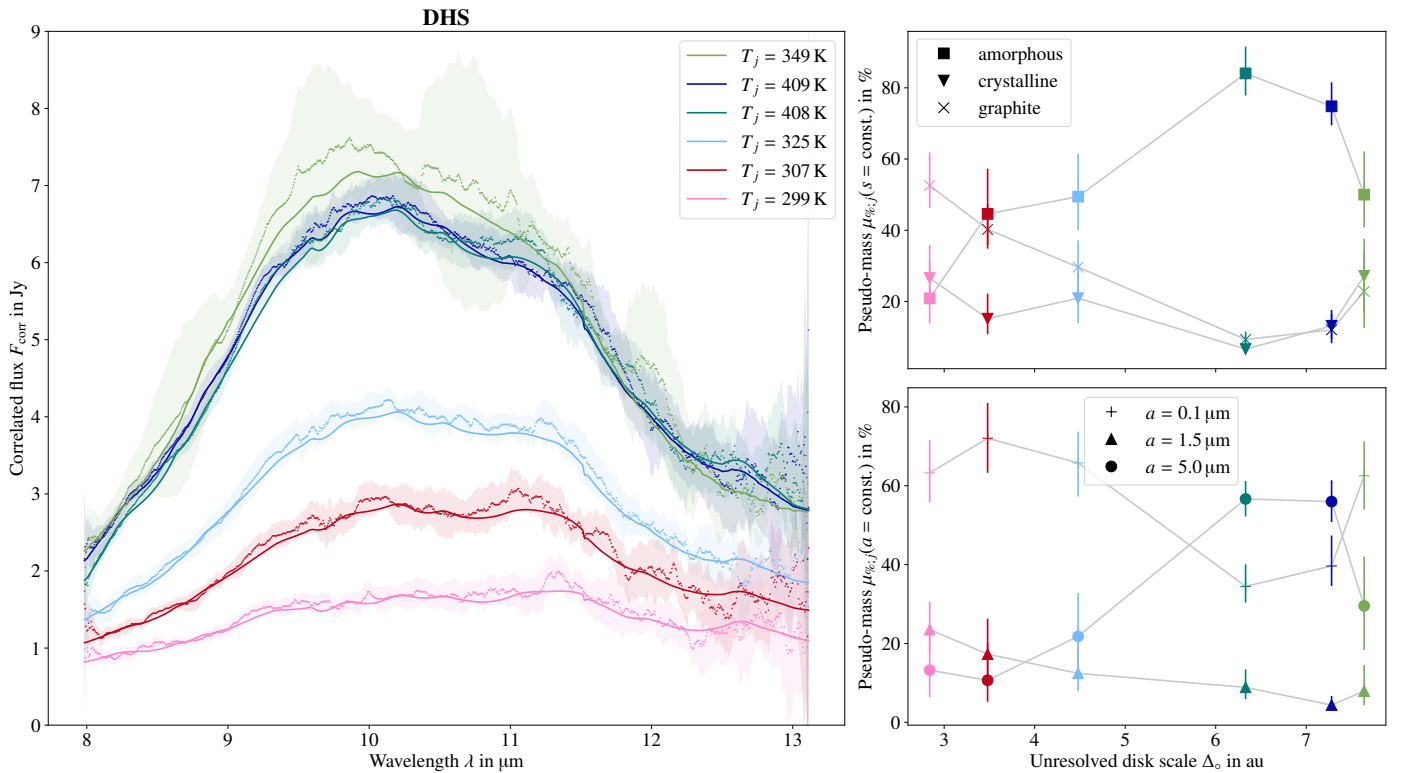 DHS
Correlated flux F_corr in Jy
9
8
7
6
5
4
3
2
1
0
T_j = 349 K
T_j = 409 K
T_j = 408 K
T_j = 325 K
T_j = 307 K
T_j = 299 K
8 9 10 11 12 13
Wavelength λ in μm
Pseudo-mass μ_%;j(s = const.) in %
80
60
40
20
amorphous
crystalline
graphite
Pseudo-mass μ_%;j(a = const.) in %
80
60
40
20
0
a = 0.1 μm
a = 1.5 μm
a = 5.0 μm
3 4 5 6 7
Unresolved disk scale Δ_∘ in au